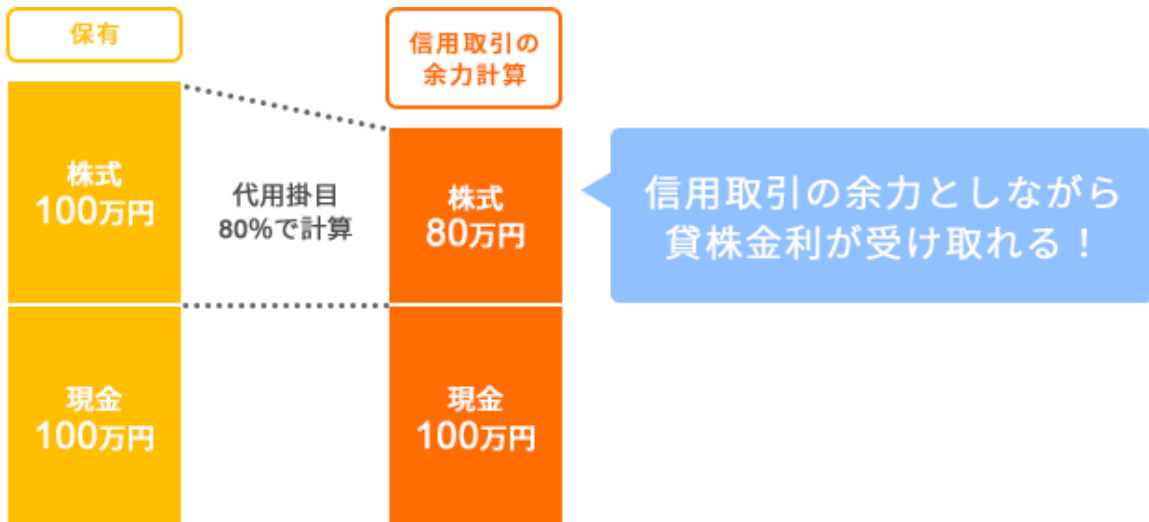 保有
信用取引の
余力計算
株式
100万円
代用掛目
80%で計算
株式
80万円
信用取引の余力としながら
貸株金利が受け取れる！
現金
100万円
現金
100万円